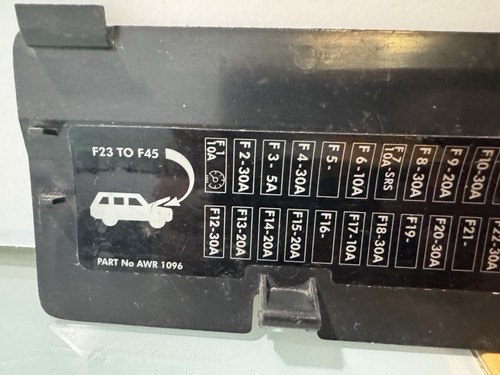 F23 TO F45
PART No AWR 1096
F1
10A
F2-30A
F3-5A
F4-30A
F5-
F6-10A
F7
10A-SRS
F8-30A
F9-20A
F10-30A
F12-30A
F13-20A
F14-20A
F15-20A
F16-
F17-10A
F18-30A
F19-
F20-30A
F21-
F22-30A